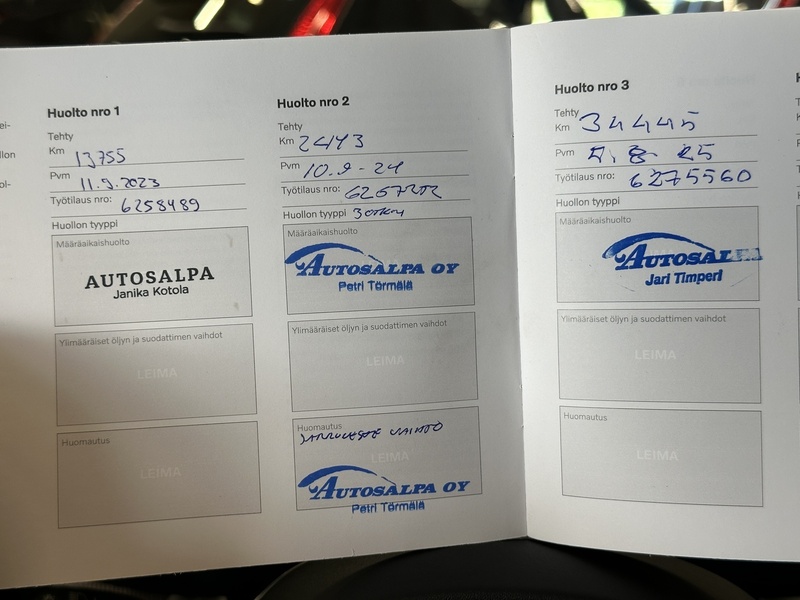 ei-
llon
ol-
Huolto nro 1
Tehty
Km 13755
Pvm 11.9.2023
Työtilaus nro: 6258489
Huollon tyyppi
Määräaikaishuolto
AUTOSALPA
Janika Kotola
Ylimääräiset öljyn ja suodattimen vaihdot
LEIMA
Huomautus
LEIMA
Huolto nro 2
Tehty
Km
Pvm 10.9-24
Työtilaus nro:
Huollon tyyppi
Määräaikaishuolto
AUTOSALPA OY
Petri Törmälä
Ylimääräiset öljyn ja suodattimen vaihdot
LEIMA
Huomautus
LEIMA
AUTOSALPA OY
Petri Törmälä
Huolto nro 3
Tehty
Km 34445
Pvm
Työtilaus nro: 6275560
Huollon tyyppi
Määräaikaishuolto
AUTOSALPA
Jari Timperi
Ylimääräiset öljyn ja suodattimen vaihdot
LEIMA
Huomautus
LEIMA